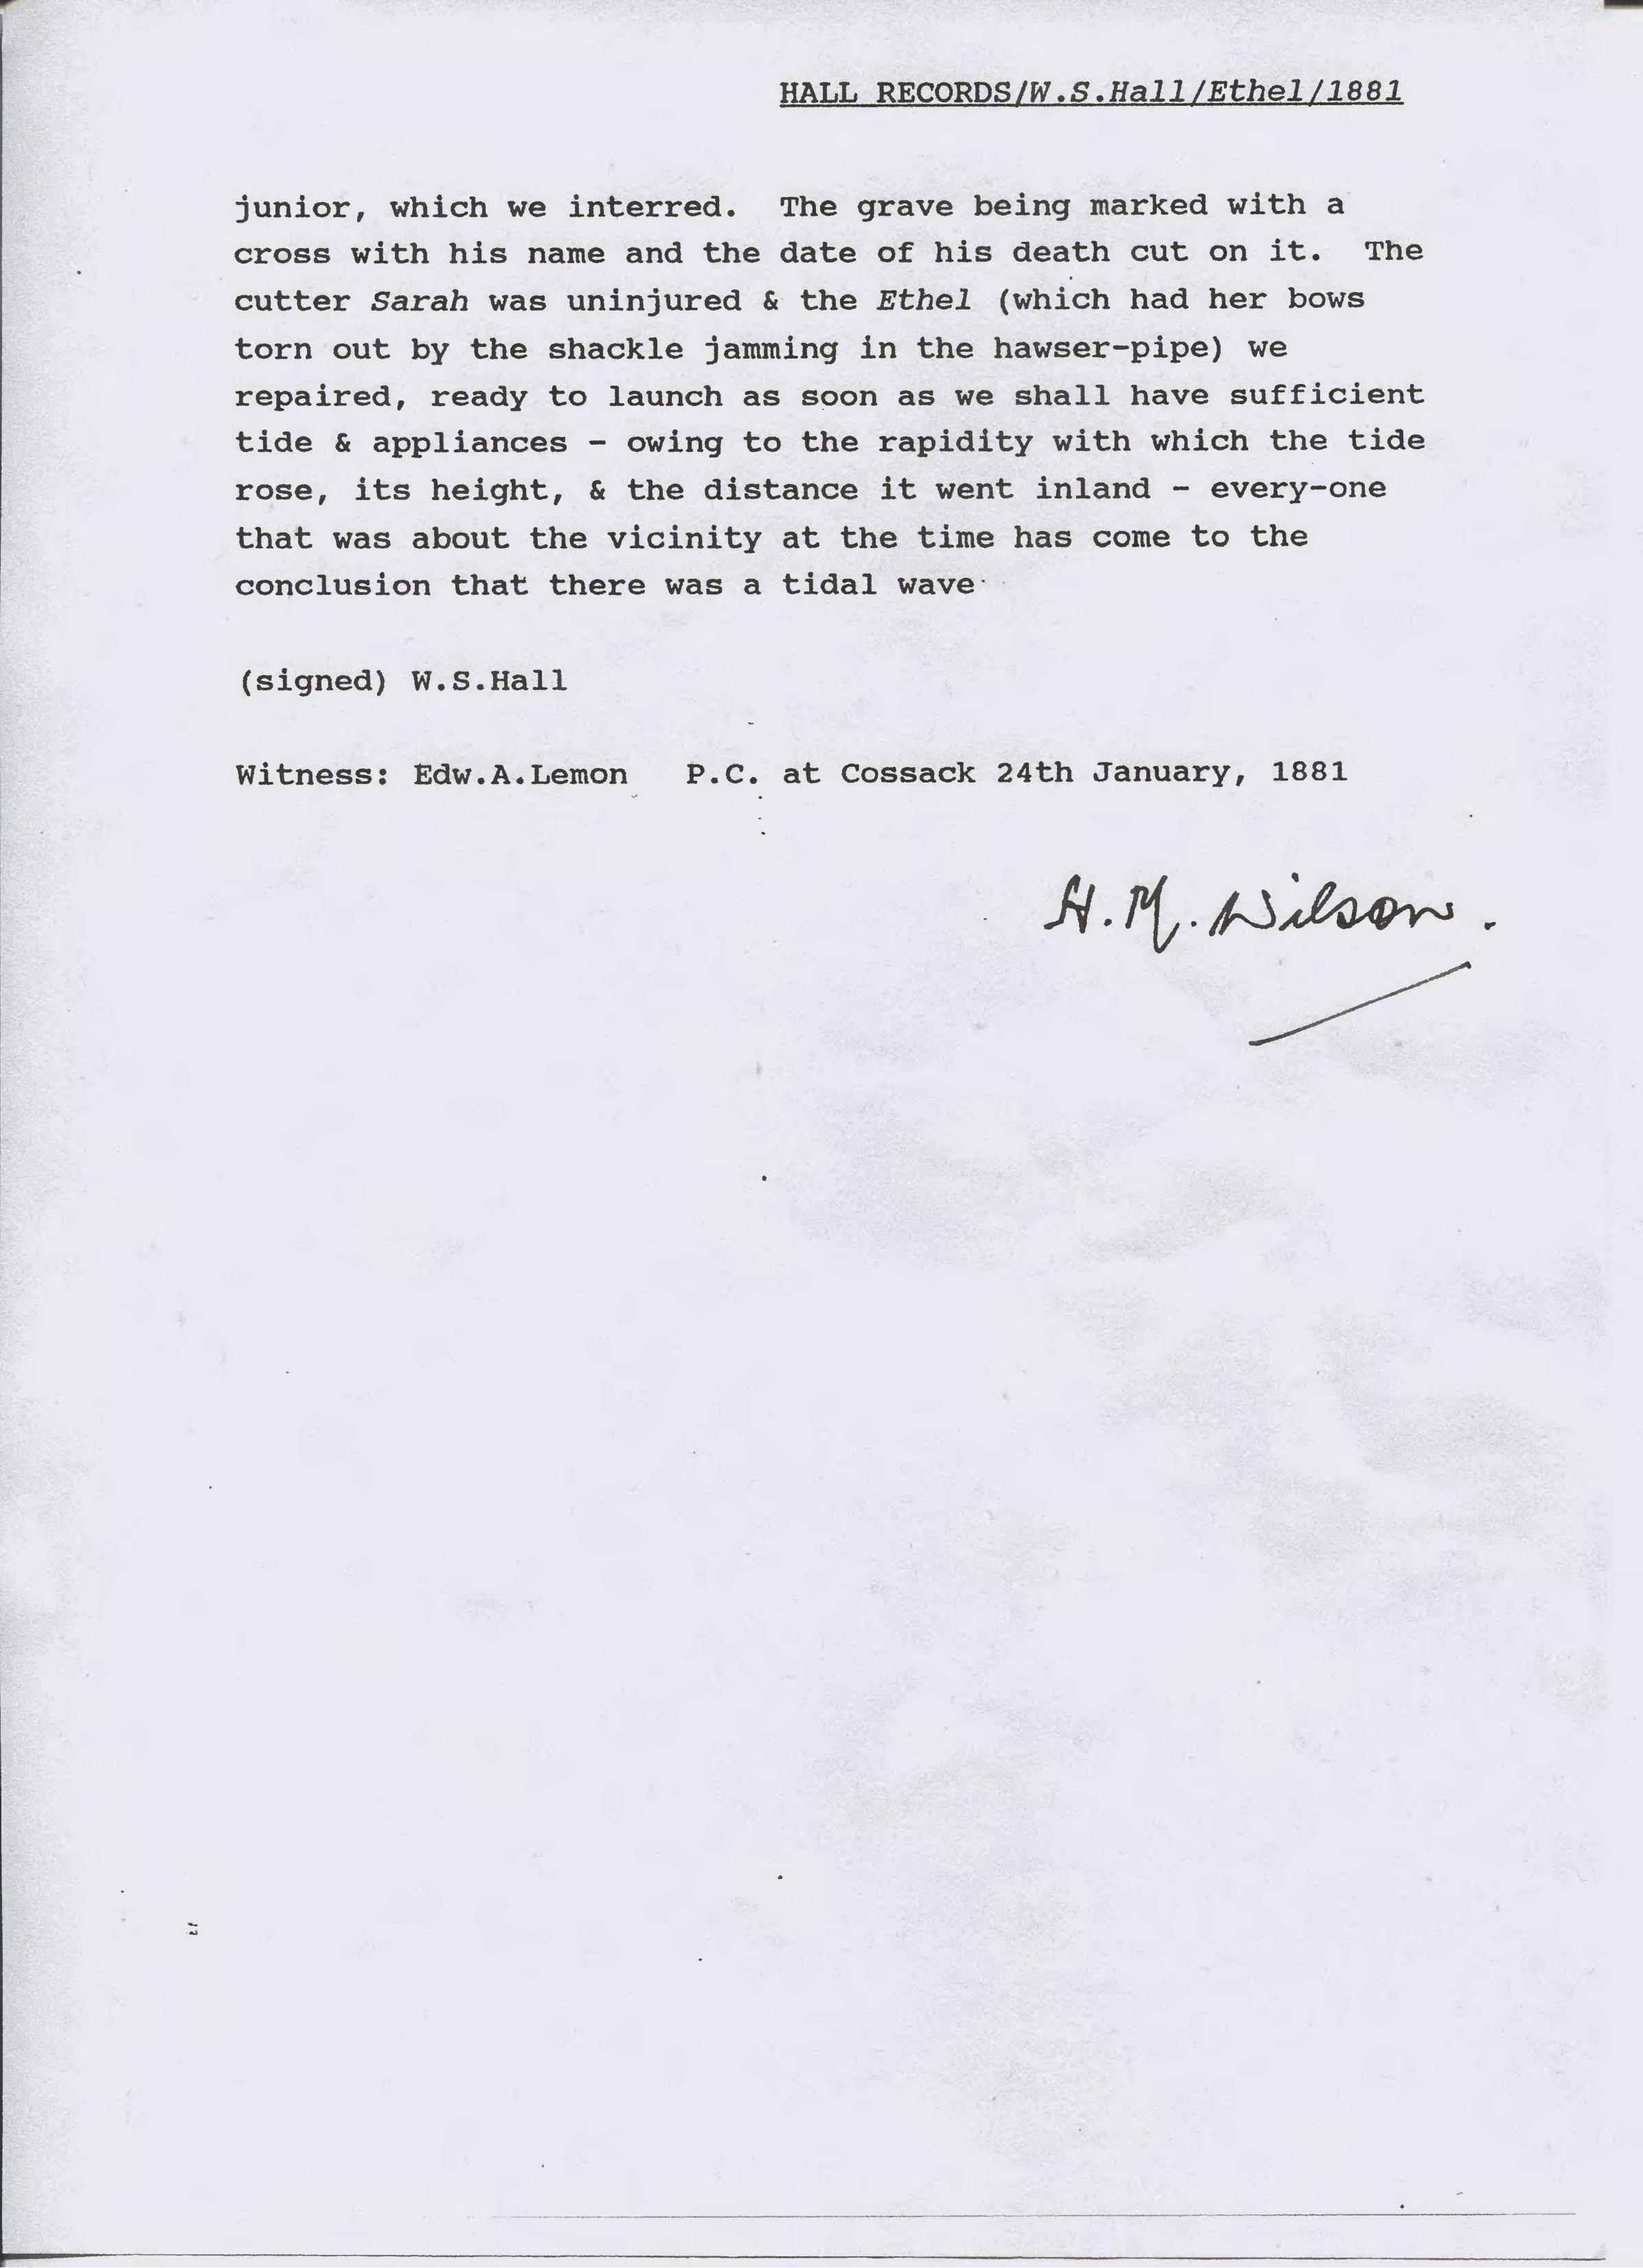 HALL RECORDS/W.S.Hall/Ethel/1881
junior, which we interred. The grave being marked with a
cross with his name and the date of his death cut on it. The
cutter Sarah was uninjured & the Ethel (which had her bows
torn out by the shackle jamming in the hawser-pipe) we
repaired, ready to launch as soon as we shall have sufficient
tide & appliances - owing to the rapidity with which the tide
rose, its height, & the distance it went inland - every-one
that was about the vicinity at the time has come to the
conclusion that there was a tidal wave
(signed) W.S.Hall
Witness: Edw.A.Lemon P.C. at Cossack 24th January, 1881
H.M. Wilson.